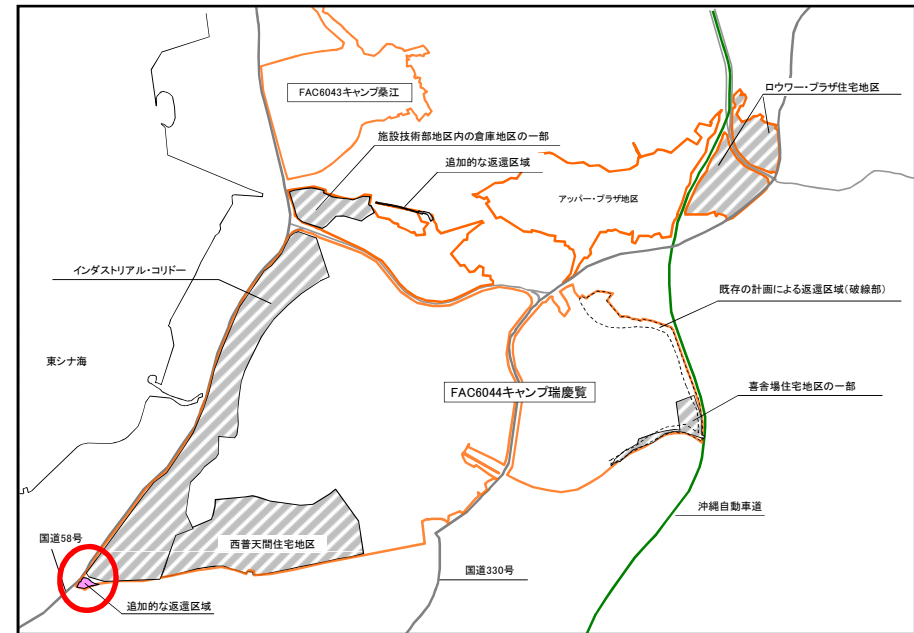 ロウワー・プラザ住宅地区
FAC6043キャンプ桑江
施設技術部地区内の倉庫地区の一部
追加的な返還区域
アッパー・プラザ地区
インダストリアル・コリドー
既存の計画による返還区域(破線部)
東シナ海
喜舎場住宅地区の一部
FAC6044キャンプ瑞慶覧
沖縄自動車道
国道58号
西普天間住宅地区
国道330号
追加的な返還区域